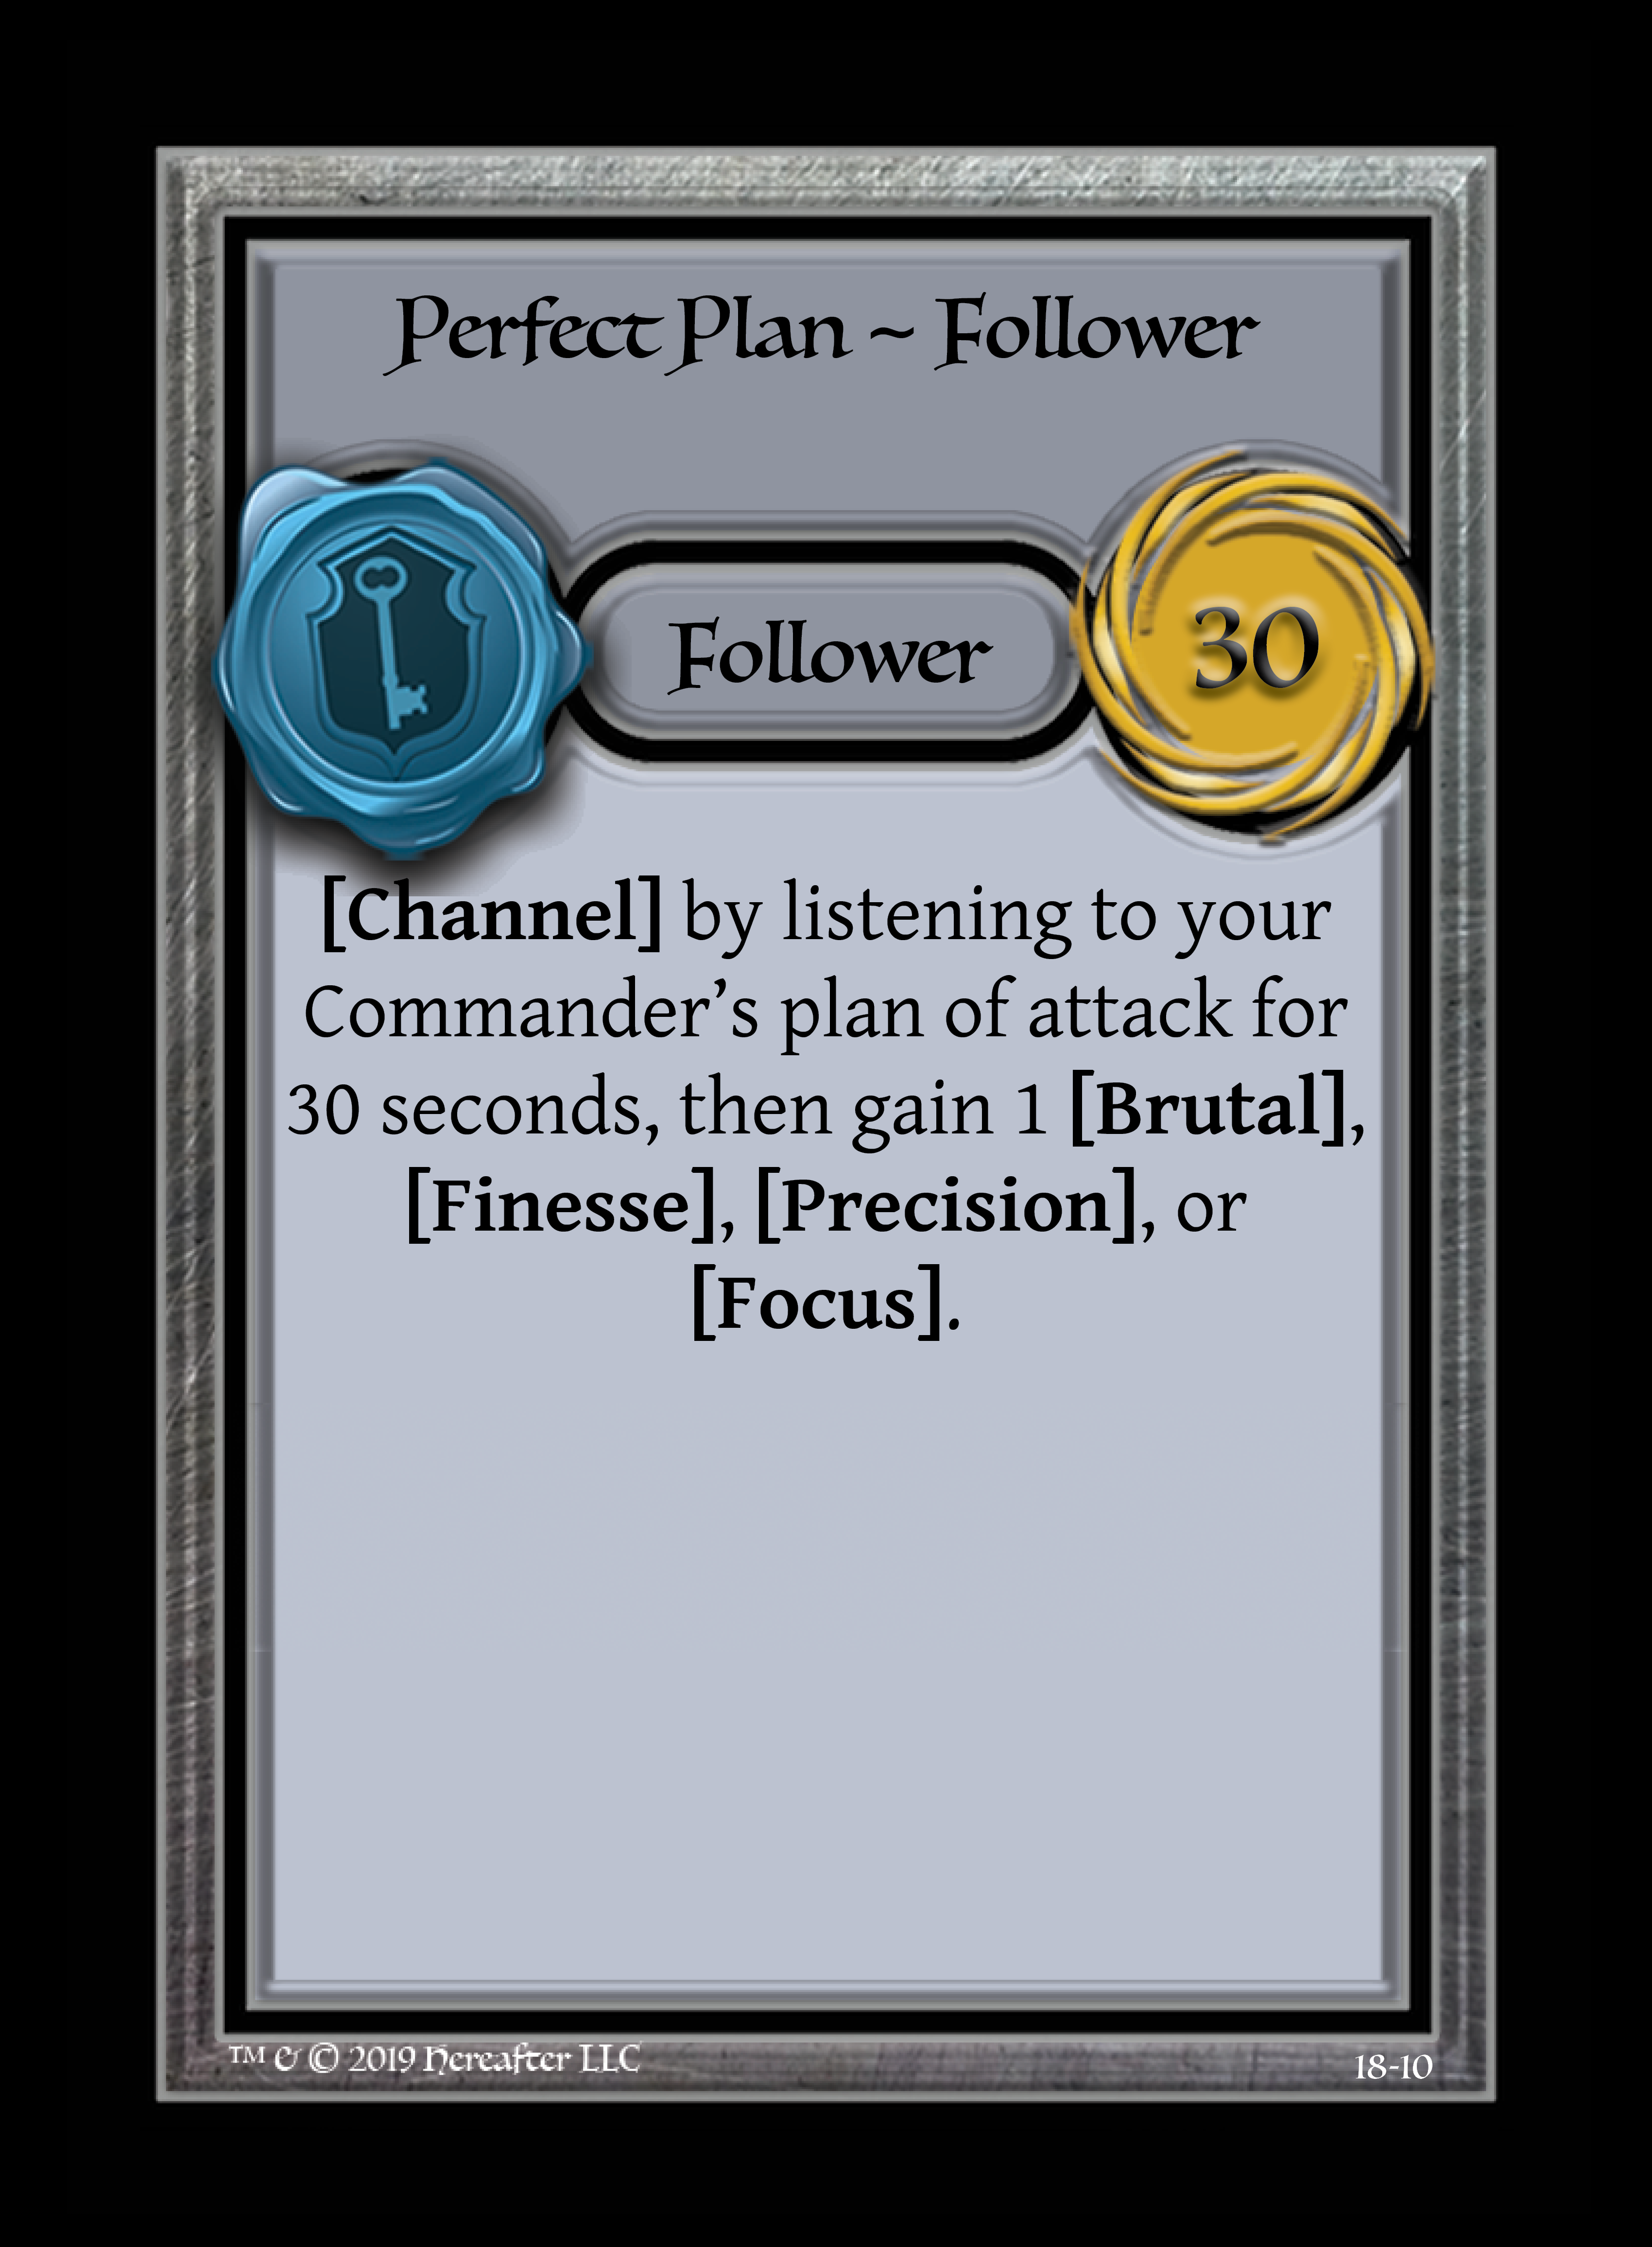 Perfect Plan ~ Follower
Follower
30
[Channel] by listening to your
Commander’s plan of attack for
30 seconds, then gain 1 [Brutal],
[Finesse], [Precision], or
[Focus].
™ & © 2019 Hereafter LLC
18-10